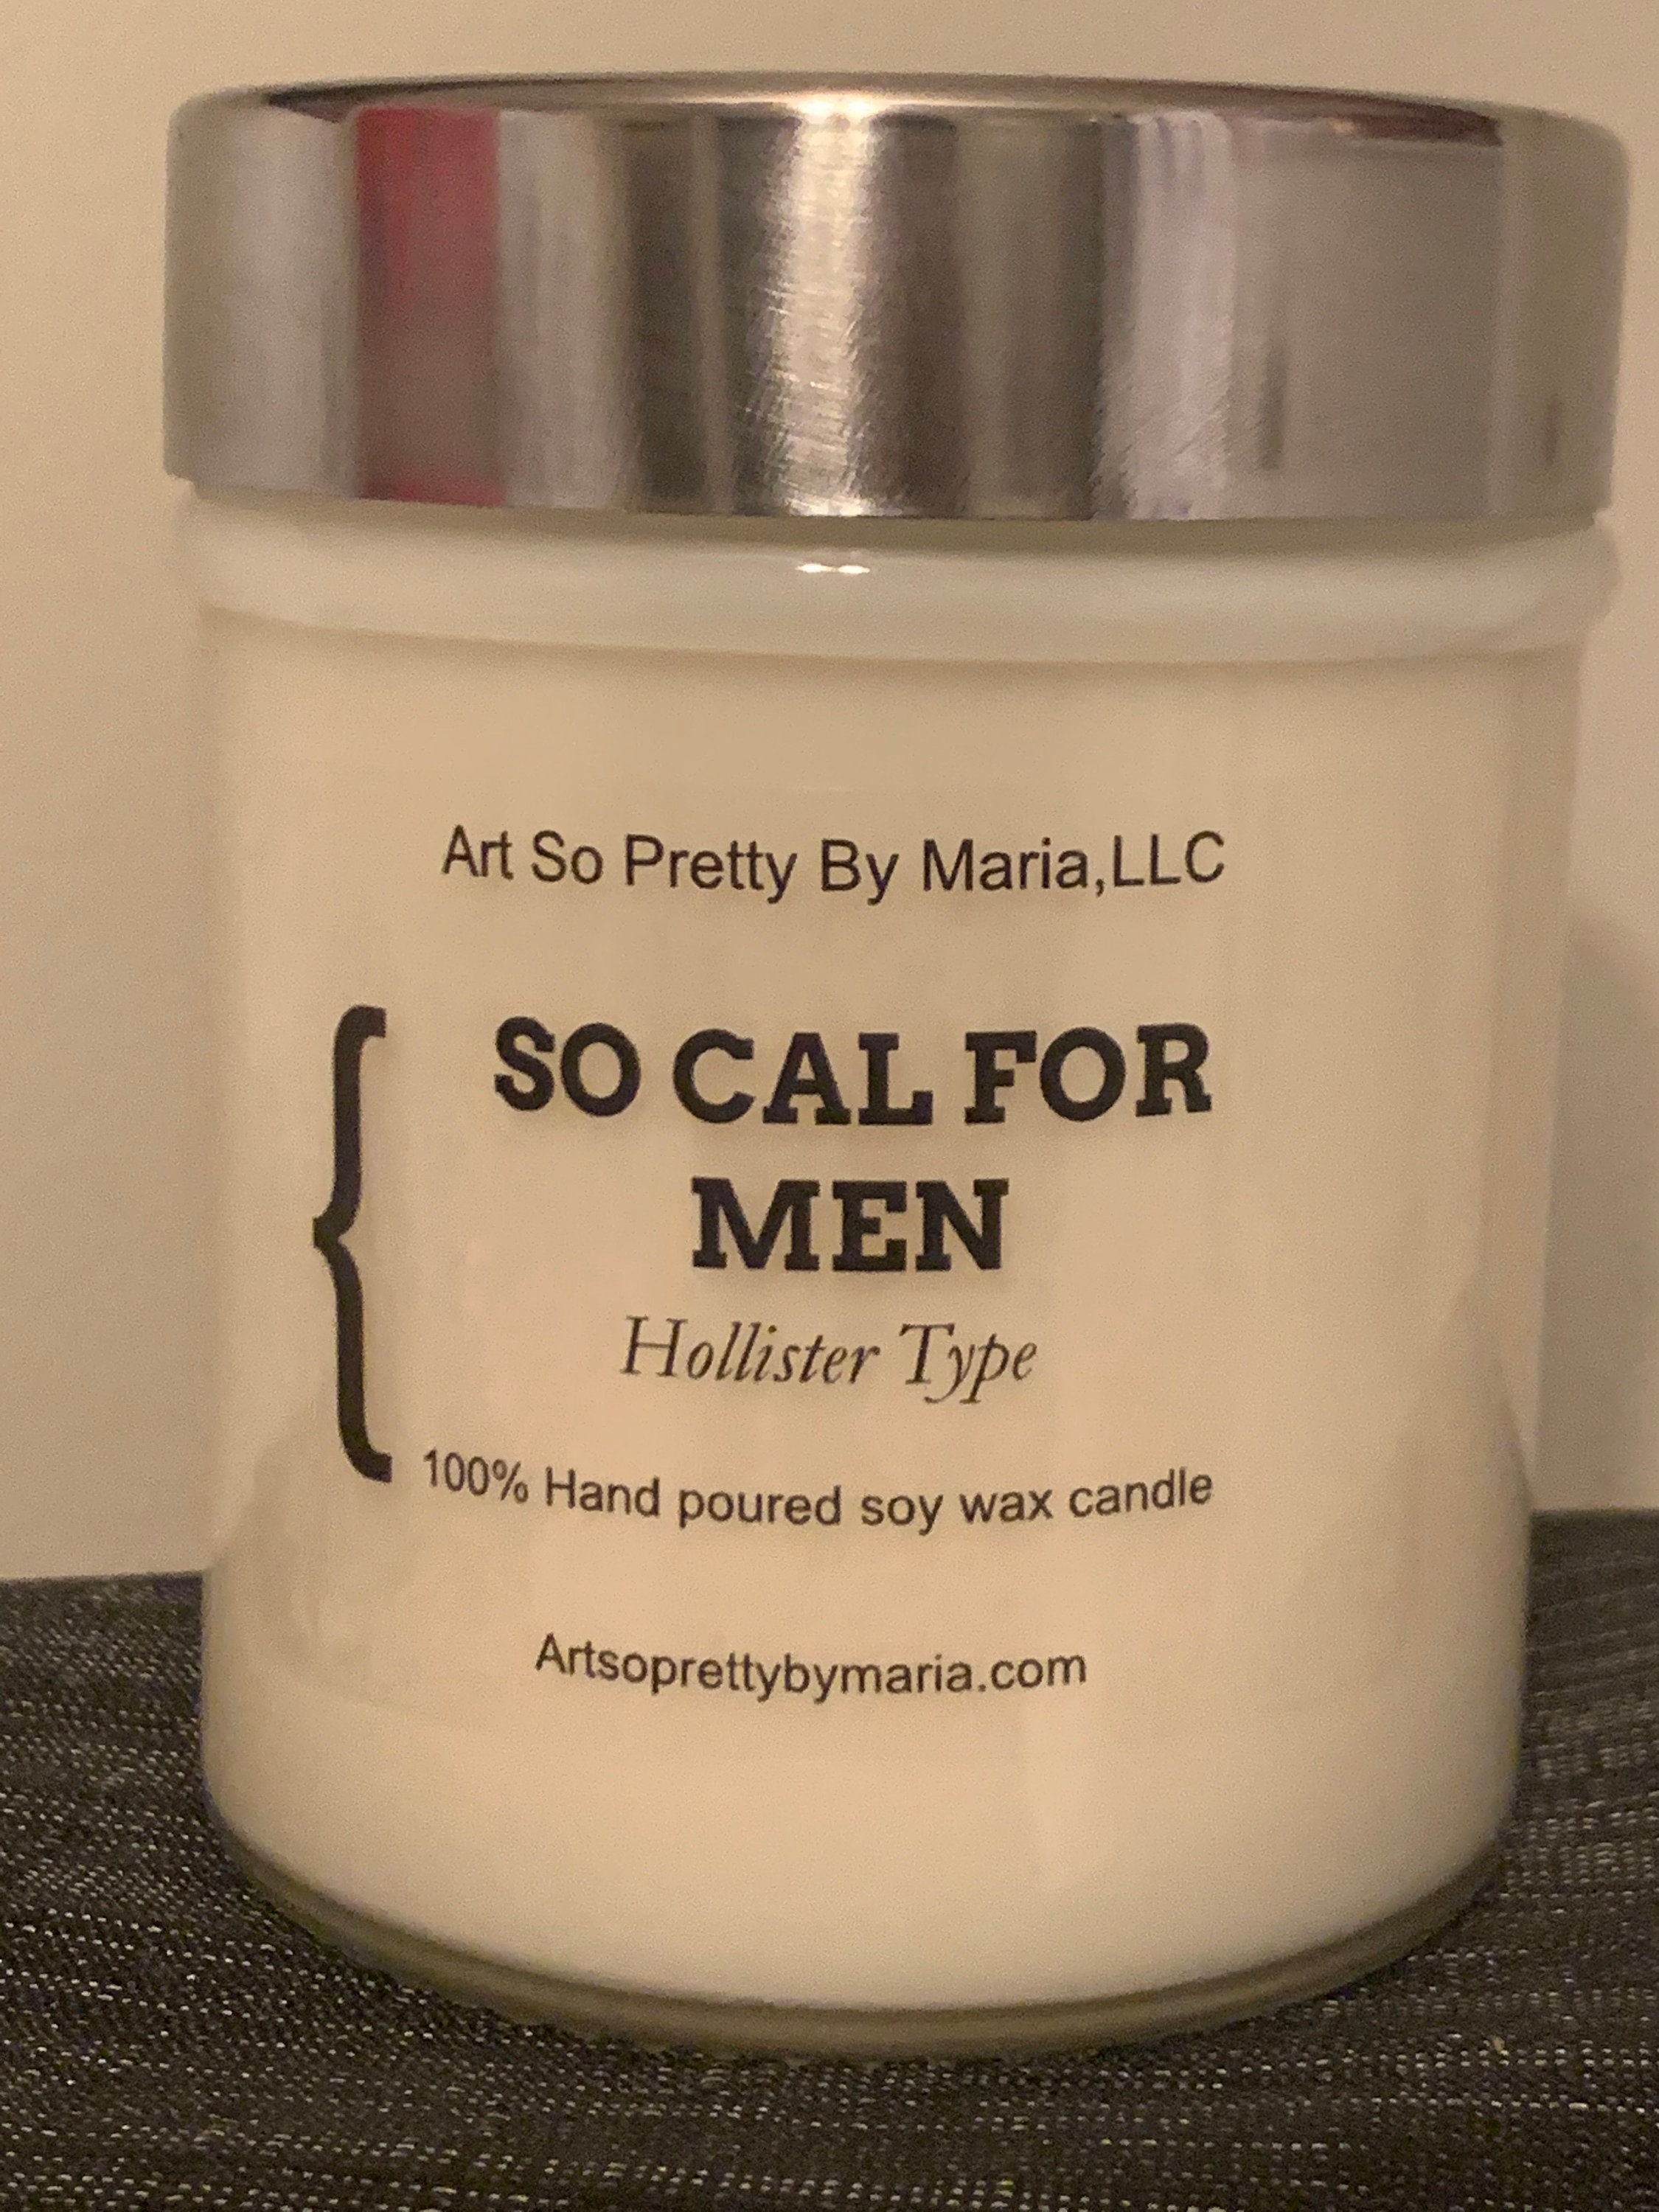 Art So Pretty By Maria,LLC
{
SO CAL FOR
MEN
Hollister Type
100% Hand poured soy wax candle
Artsoprettybymaria.com